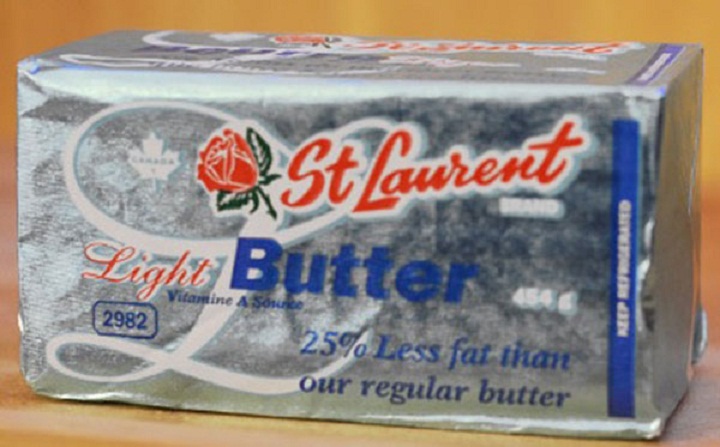 CANADA
1
St Laurent
BRAND
Light Butter
Vitamine A Source
454 g
2982
25% Less fat than
our regular butter
KEEP REFRIGERATED